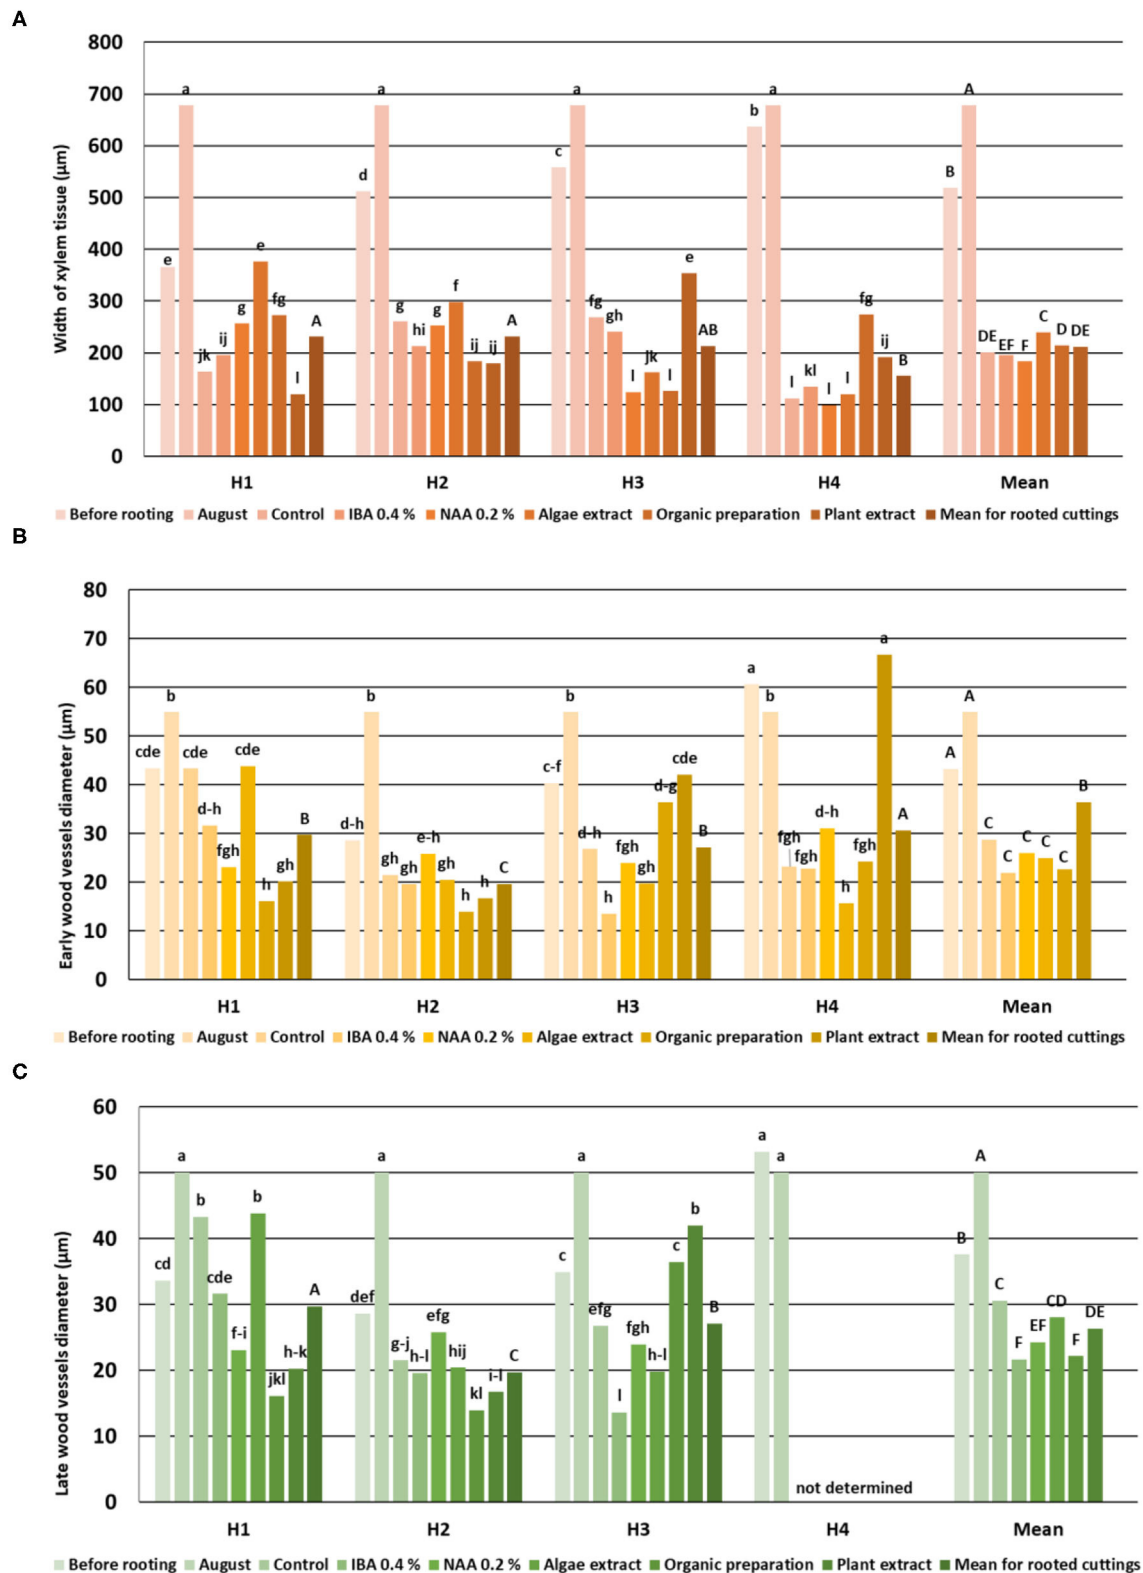 A
800
700
600
500
400
300
200
100
0
Width of xylem tissue (µm)
e a jk ij g e fg l A
d a g hi g f ij ij A
c a fg gh l jk l e AB
b a l kl l l fg ij B
B A DE EF F C D DE
H1 H2 H3 H4 Mean
Before rooting August Control IBA 0.4 % NAA 0.2 % Algae extract Organic preparation Plant extract Mean for rooted cuttings
B
80
70
60
50
40
30
20
10
0
Early wood vessels diameter (µm)
cde b cde d-h fgh cde h gh B
d-h b gh gh e-h gh h h C
c-f b d-h h fgh gh d-g cde B
a b fgh fgh d-h h fgh a A
A A C C C C C B
H1 H2 H3 H4 Mean
Before rooting August Control IBA 0.4 % NAA 0.2 % Algae extract Organic preparation Plant extract Mean for rooted cuttings
C
60
50
40
30
20
10
0
Late wood vessels diameter (µm)
cd a b cde f-i b jkl h-k A
def a g-j h-l efg hij kl i-l C
c a efg l fgh h-l c b B
a a not determined
B A C F EF CD F DE
H1 H2 H3 H4 Mean
Before rooting August Control IBA 0.4 % NAA 0.2 % Algae extract Organic preparation Plant extract Mean for rooted cuttings